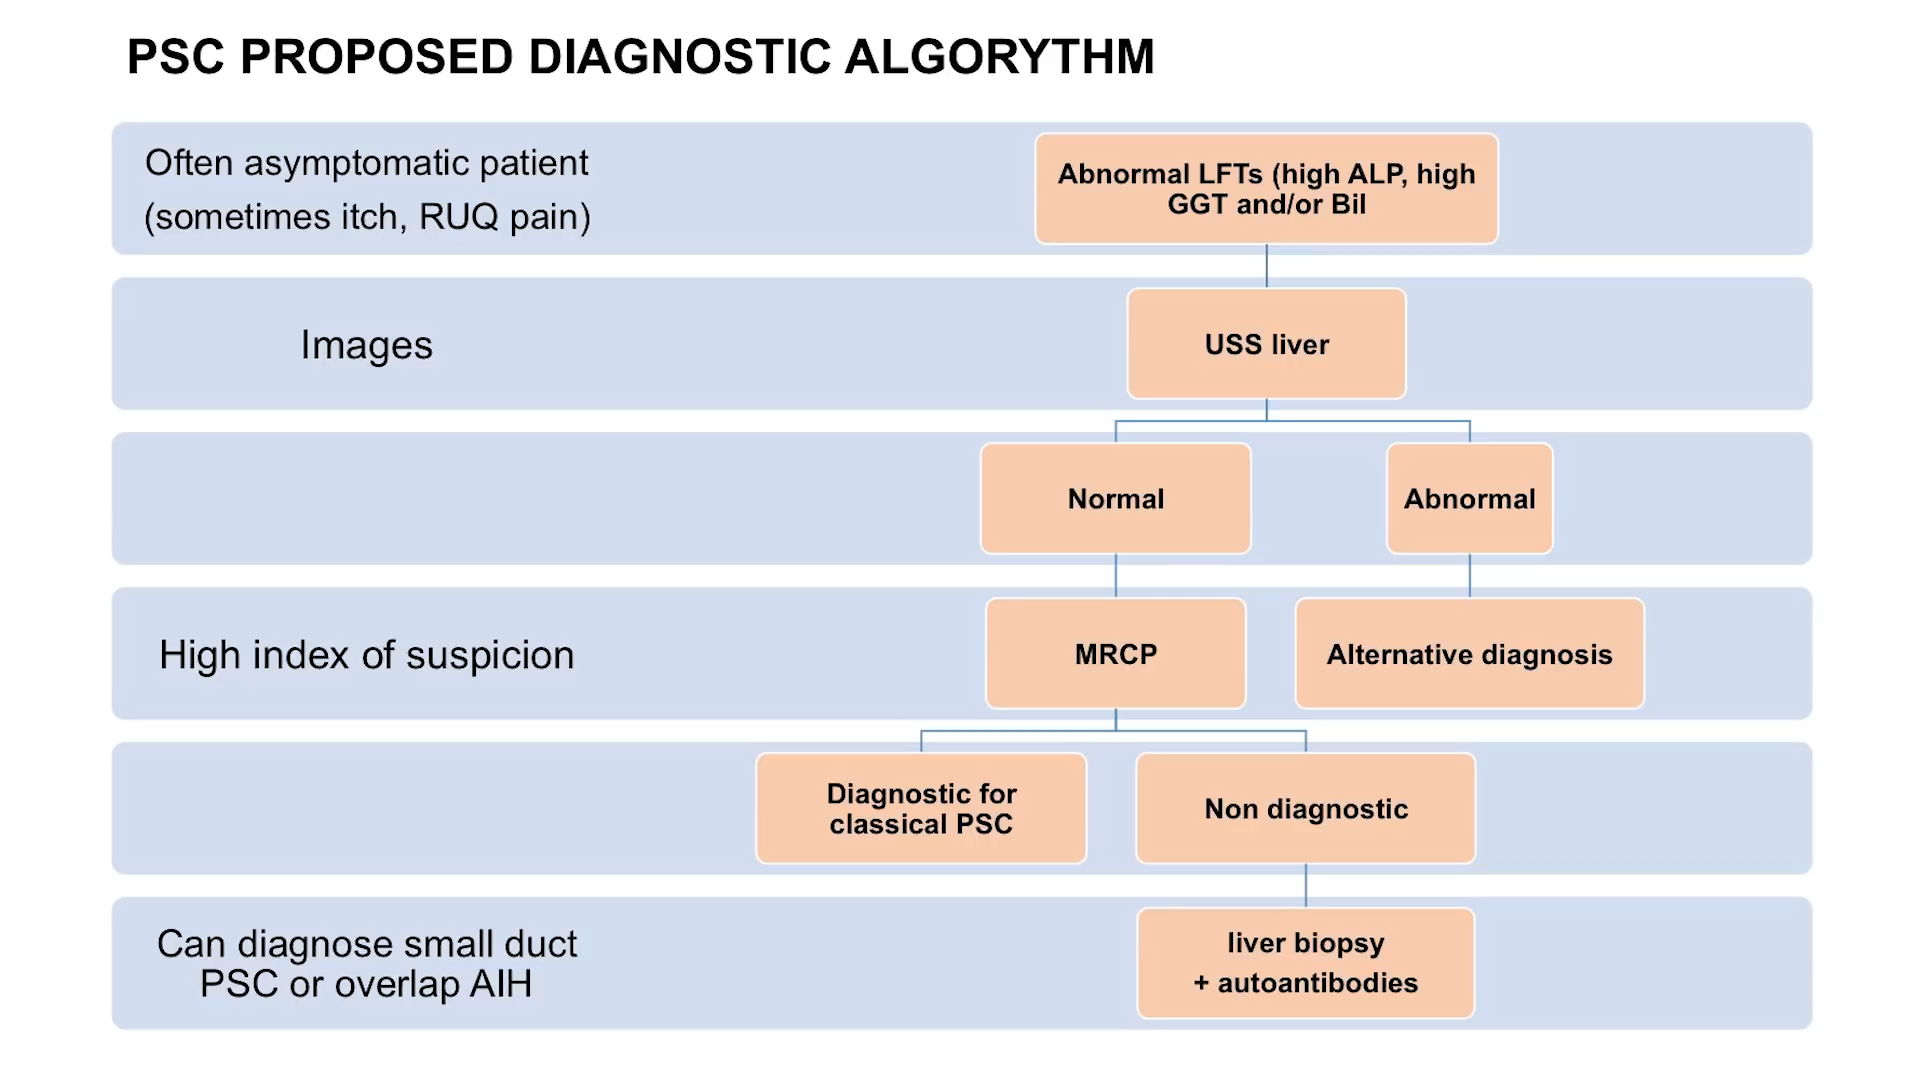 PSC PROPOSED DIAGNOSTIC ALGORYTHM
Often asymptomatic patient
(sometimes itch, RUQ pain)
Abnormal LFTs (high ALP, high
GGT and/or Bil
Images
USS liver
Normal
Abnormal
High index of suspicion
MRCP
Alternative diagnosis
Diagnostic for
classical PSC
Non diagnostic
Can diagnose small duct
PSC or overlap AIH
liver biopsy
+ autoantibodies